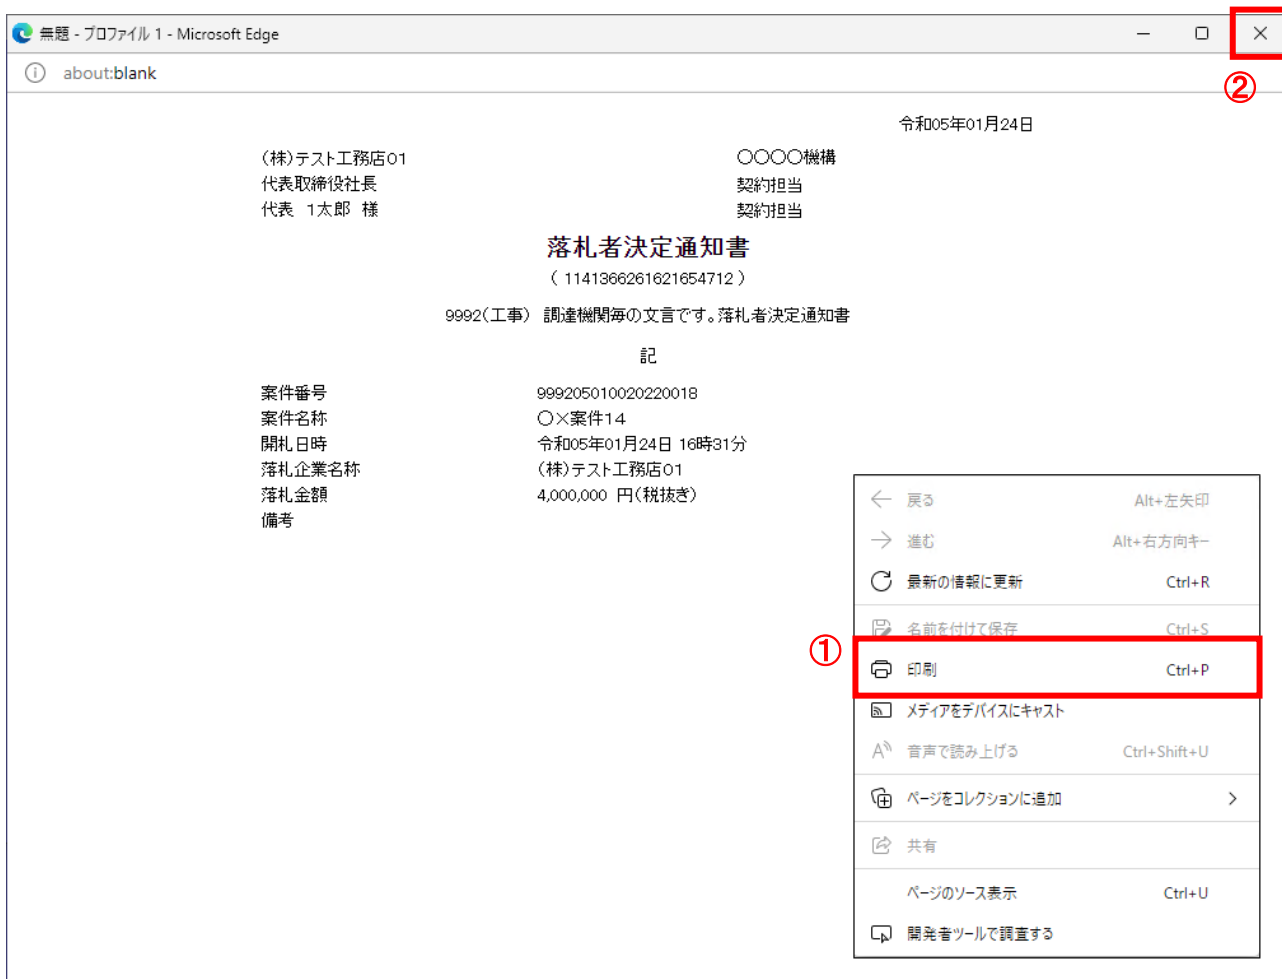 無題 - プロファイル 1 - Microsoft Edge
②
about:blank
令和05年01月24日
(株)テスト工務店01
〇〇〇〇機構
代表取締役社長
契約担当
代表 1太郎 様
契約担当
落札者決定通知書
( 1141366261621654712 )
9992(工事) 調達機関毎の文言です。落札者決定通知書
記
案件番号 999205010020220018
案件名称 〇×案件14
開札日時 令和05年01月24日 16時31分
落札企業名称 (株)テスト工務店01
落札金額 4,000,000 円(税抜き)
備考
戻る Alt+左矢印
進む Alt+右方向キー
最新の情報に更新 Ctrl+R
名前を付けて保存 Ctrl+S
①
印刷 Ctrl+P
メディアをデバイスにキャスト
音声で読み上げる Ctrl+Shift+U
ページをコレクションに追加
共有
ページのソース表示 Ctrl+U
開発者ツールで調査する